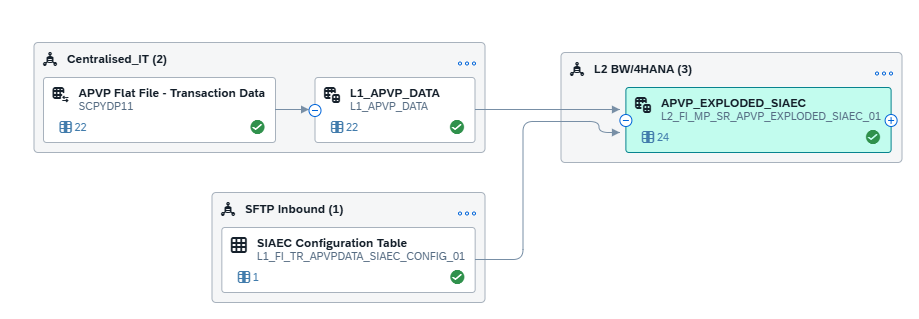 Centralised_IT (2)
APVP Flat File - Transaction Data
SCPYDP11
22
L1_APVP_DATA
L1_APVP_DATA
22
L2 BW/4HANA (3)
APVP_EXPLODED_SIAEC
L2_FI_MP_SR_APVP_EXPLODED_SIAEC_01
24
SFTP Inbound (1)
SIAEC Configuration Table
L1_FI_TR_APVPDATA_SIAEC_CONFIG_01
1